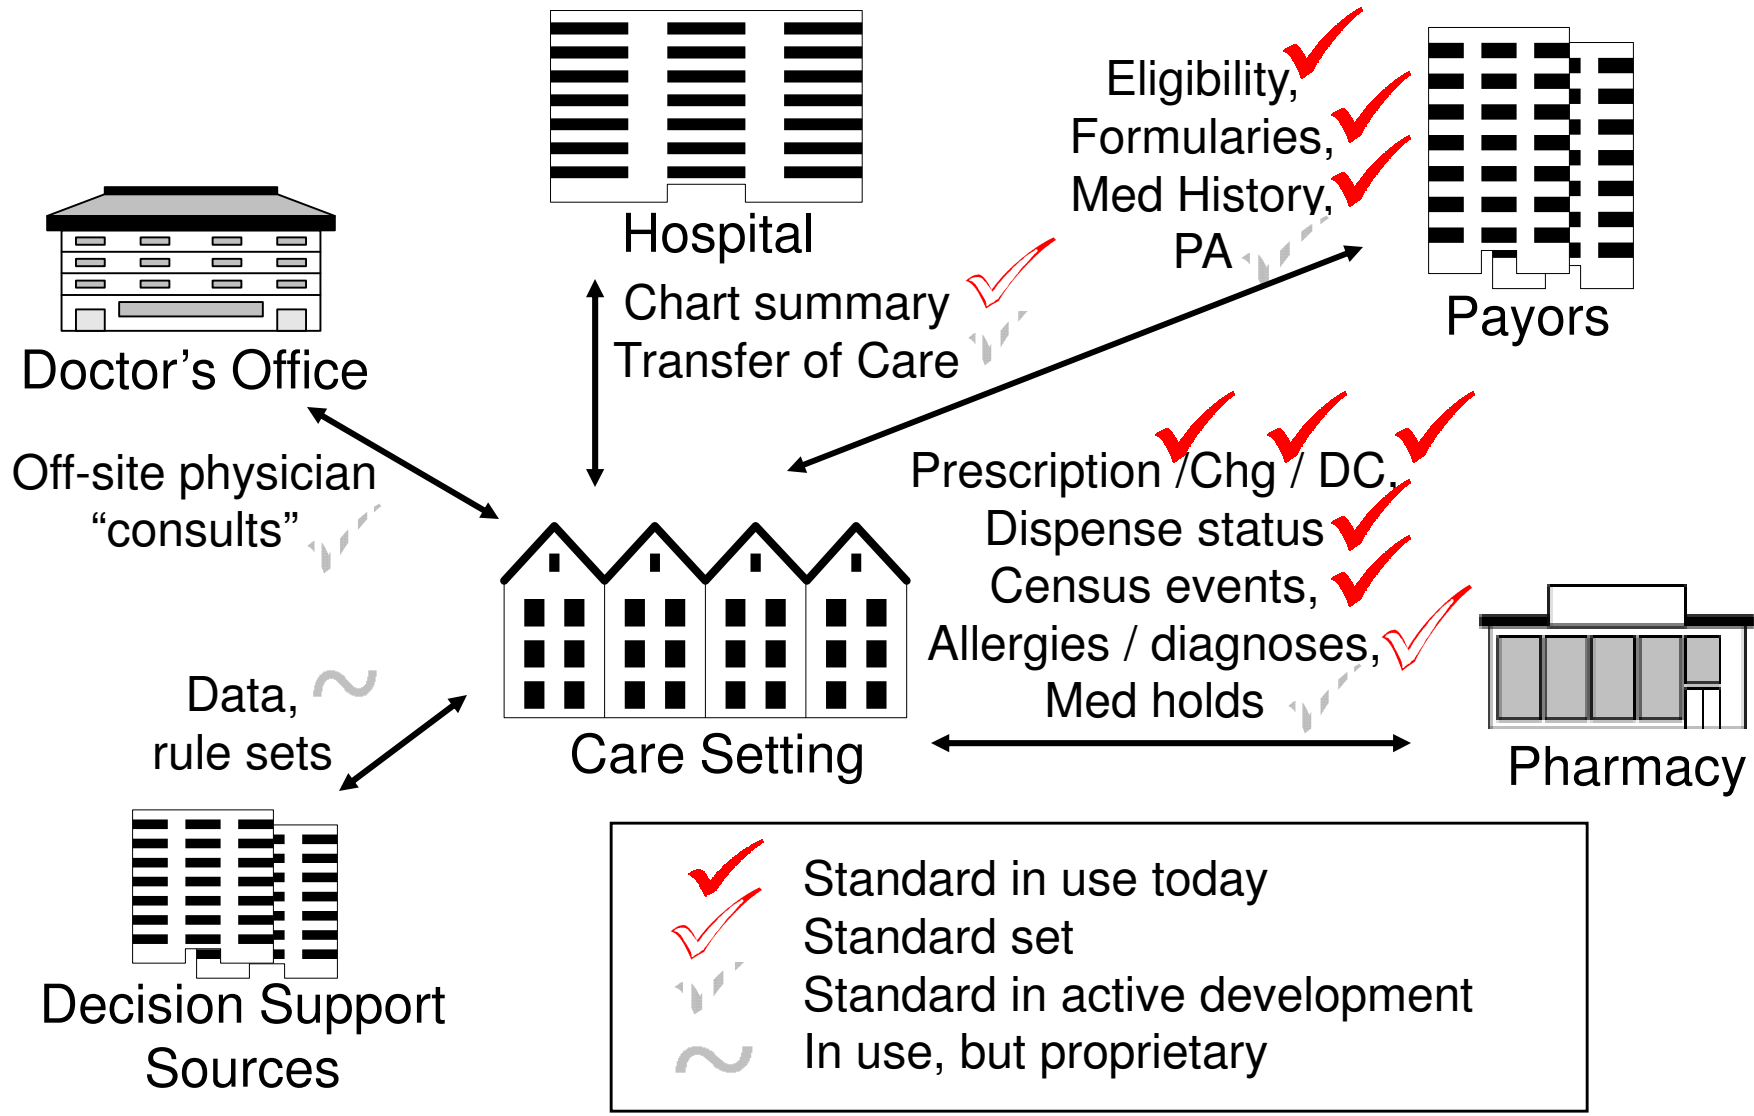 Hospital
Chart summary
Transfer of Care
Eligibility,
Formularies,
Med History,
PA
Payors
Doctor’s Office
Off-site physician
“consults”
Prescription /Chg / DC,
Dispense status
Census events,
Allergies / diagnoses,
Med holds
Pharmacy
Data,
rule sets
Care Setting
Decision Support
Sources
Standard in use today
Standard set
Standard in active development
In use, but proprietary